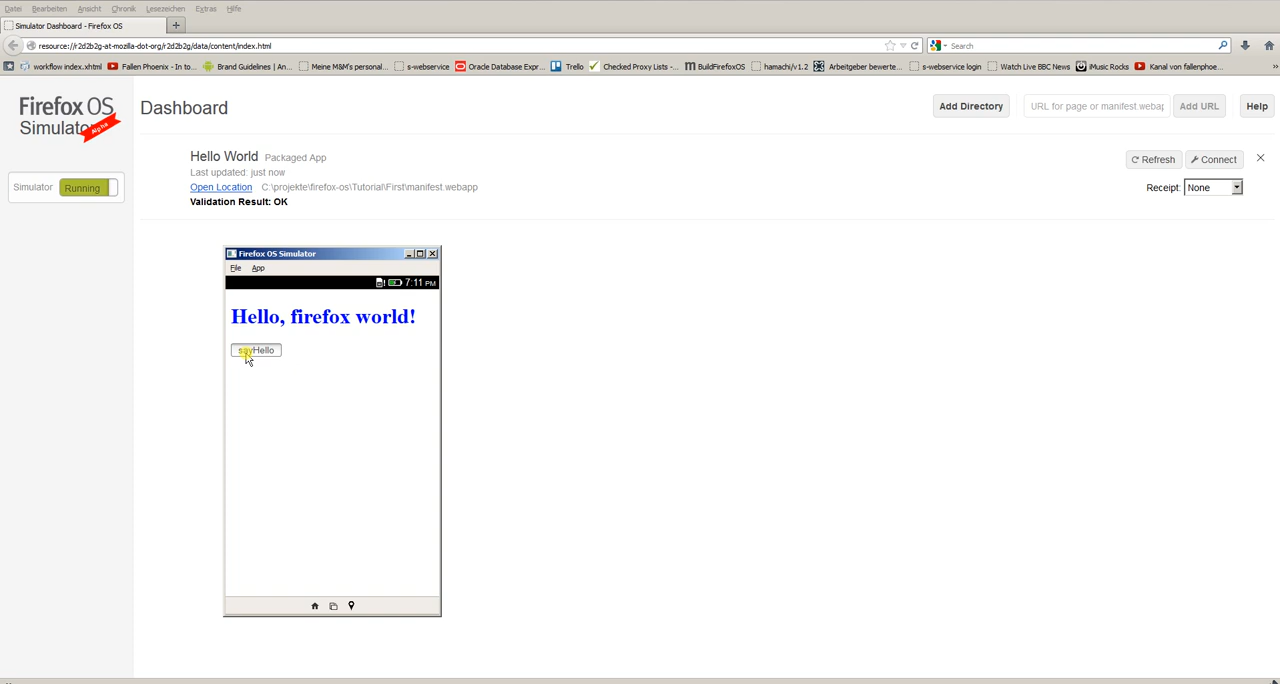 Datei Bearbeiten Ansicht Chronik Lesezeichen Extras Hilfe
Simulator Dashboard - Firefox OS +
resource://r2d2b2g-at-mozilla-dot-org/r2d2b2g/data/content/index.html Search
workflow index.xhtml Fallen Phoenix - In to... Brand Guidelines | An... Meine M&M's personal... s-webservice Oracle Database Expr... Trello Checked Proxy Lists -... BuildFirefoxOS hamachi/v1.2 Arbeitgeber bewerte... s-webservice login Watch Live BBC News iMusic Rocks Kanal von fallenphoe... »
Firefox OS
Simulator
Alpha
Dashboard
Add Directory URL for page or manifest.webap Add URL Help
Simulator Running
Hello World Packaged App
Last updated: just now
Open Location C:\projekte\firefox-os\Tutorial\First\manifest.webapp
Validation Result: OK
Refresh Connect
Receipt: None
Firefox OS Simulator
File App
7:11 PM
Hello, firefox world!
sayHello